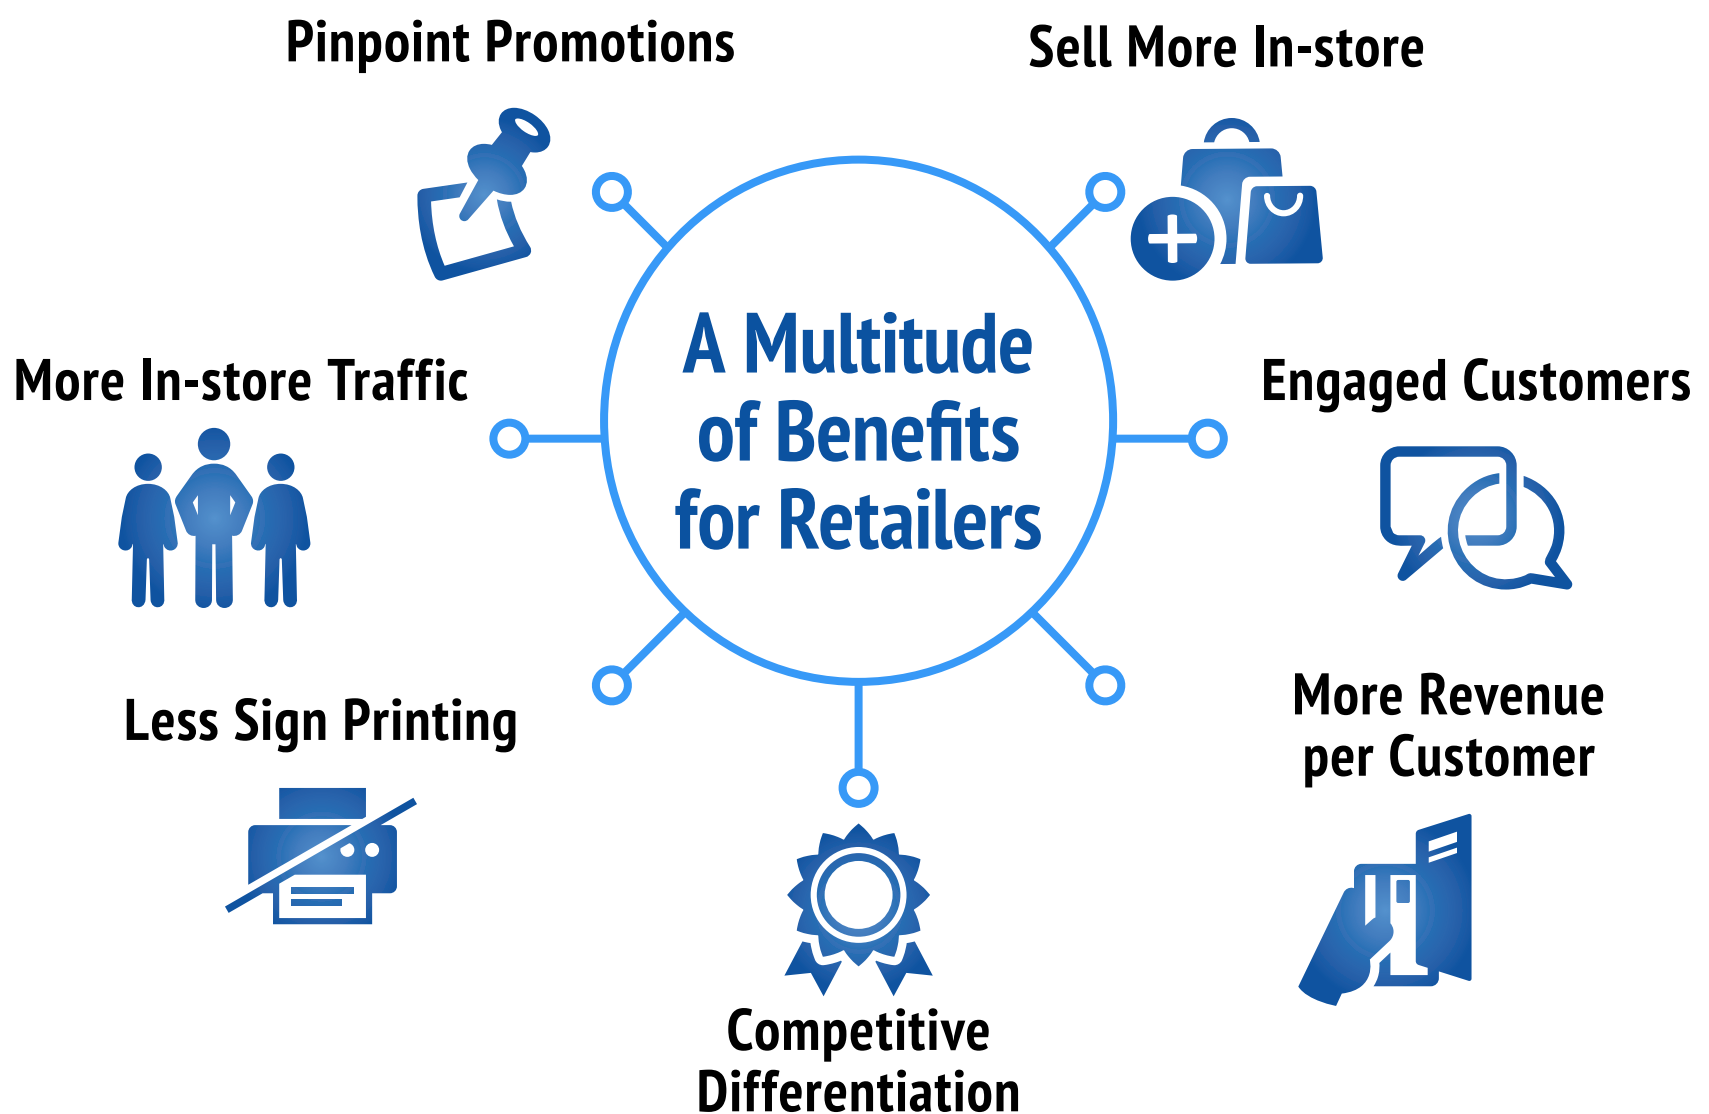 Pinpoint Promotions
Sell More In-store
A Multitude
of Benefits
for Retailers
More In-store Traffic
Engaged Customers
Less Sign Printing
More Revenue
per Customer
Competitive
Differentiation